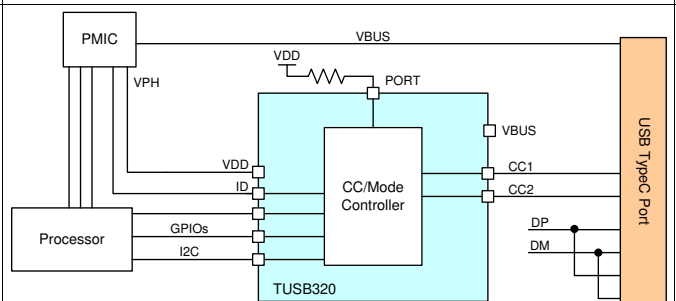 PMIC
VBUS
VDD
VPH
PORT
VBUS
VDD
CC1
ID
CC2
CC/Mode
Controller
USB TypeC Port
Processor
GPIOs
DP
I2C
DM
TUSB320